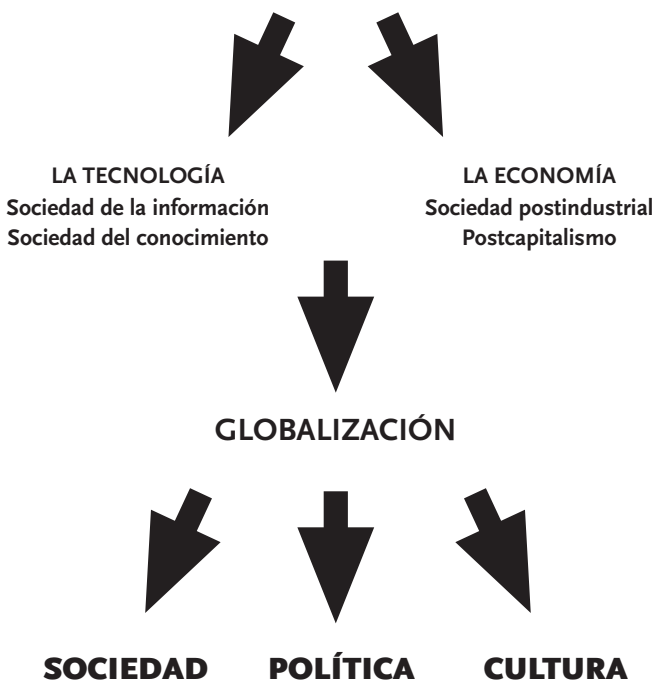 LA TECNOLOGÍA
Sociedad de la información
Sociedad del conocimiento
LA ECONOMÍA
Sociedad postindustrial
Postcapitalismo
GLOBALIZACIÓN
SOCIEDAD
POLÍTICA
CULTURA